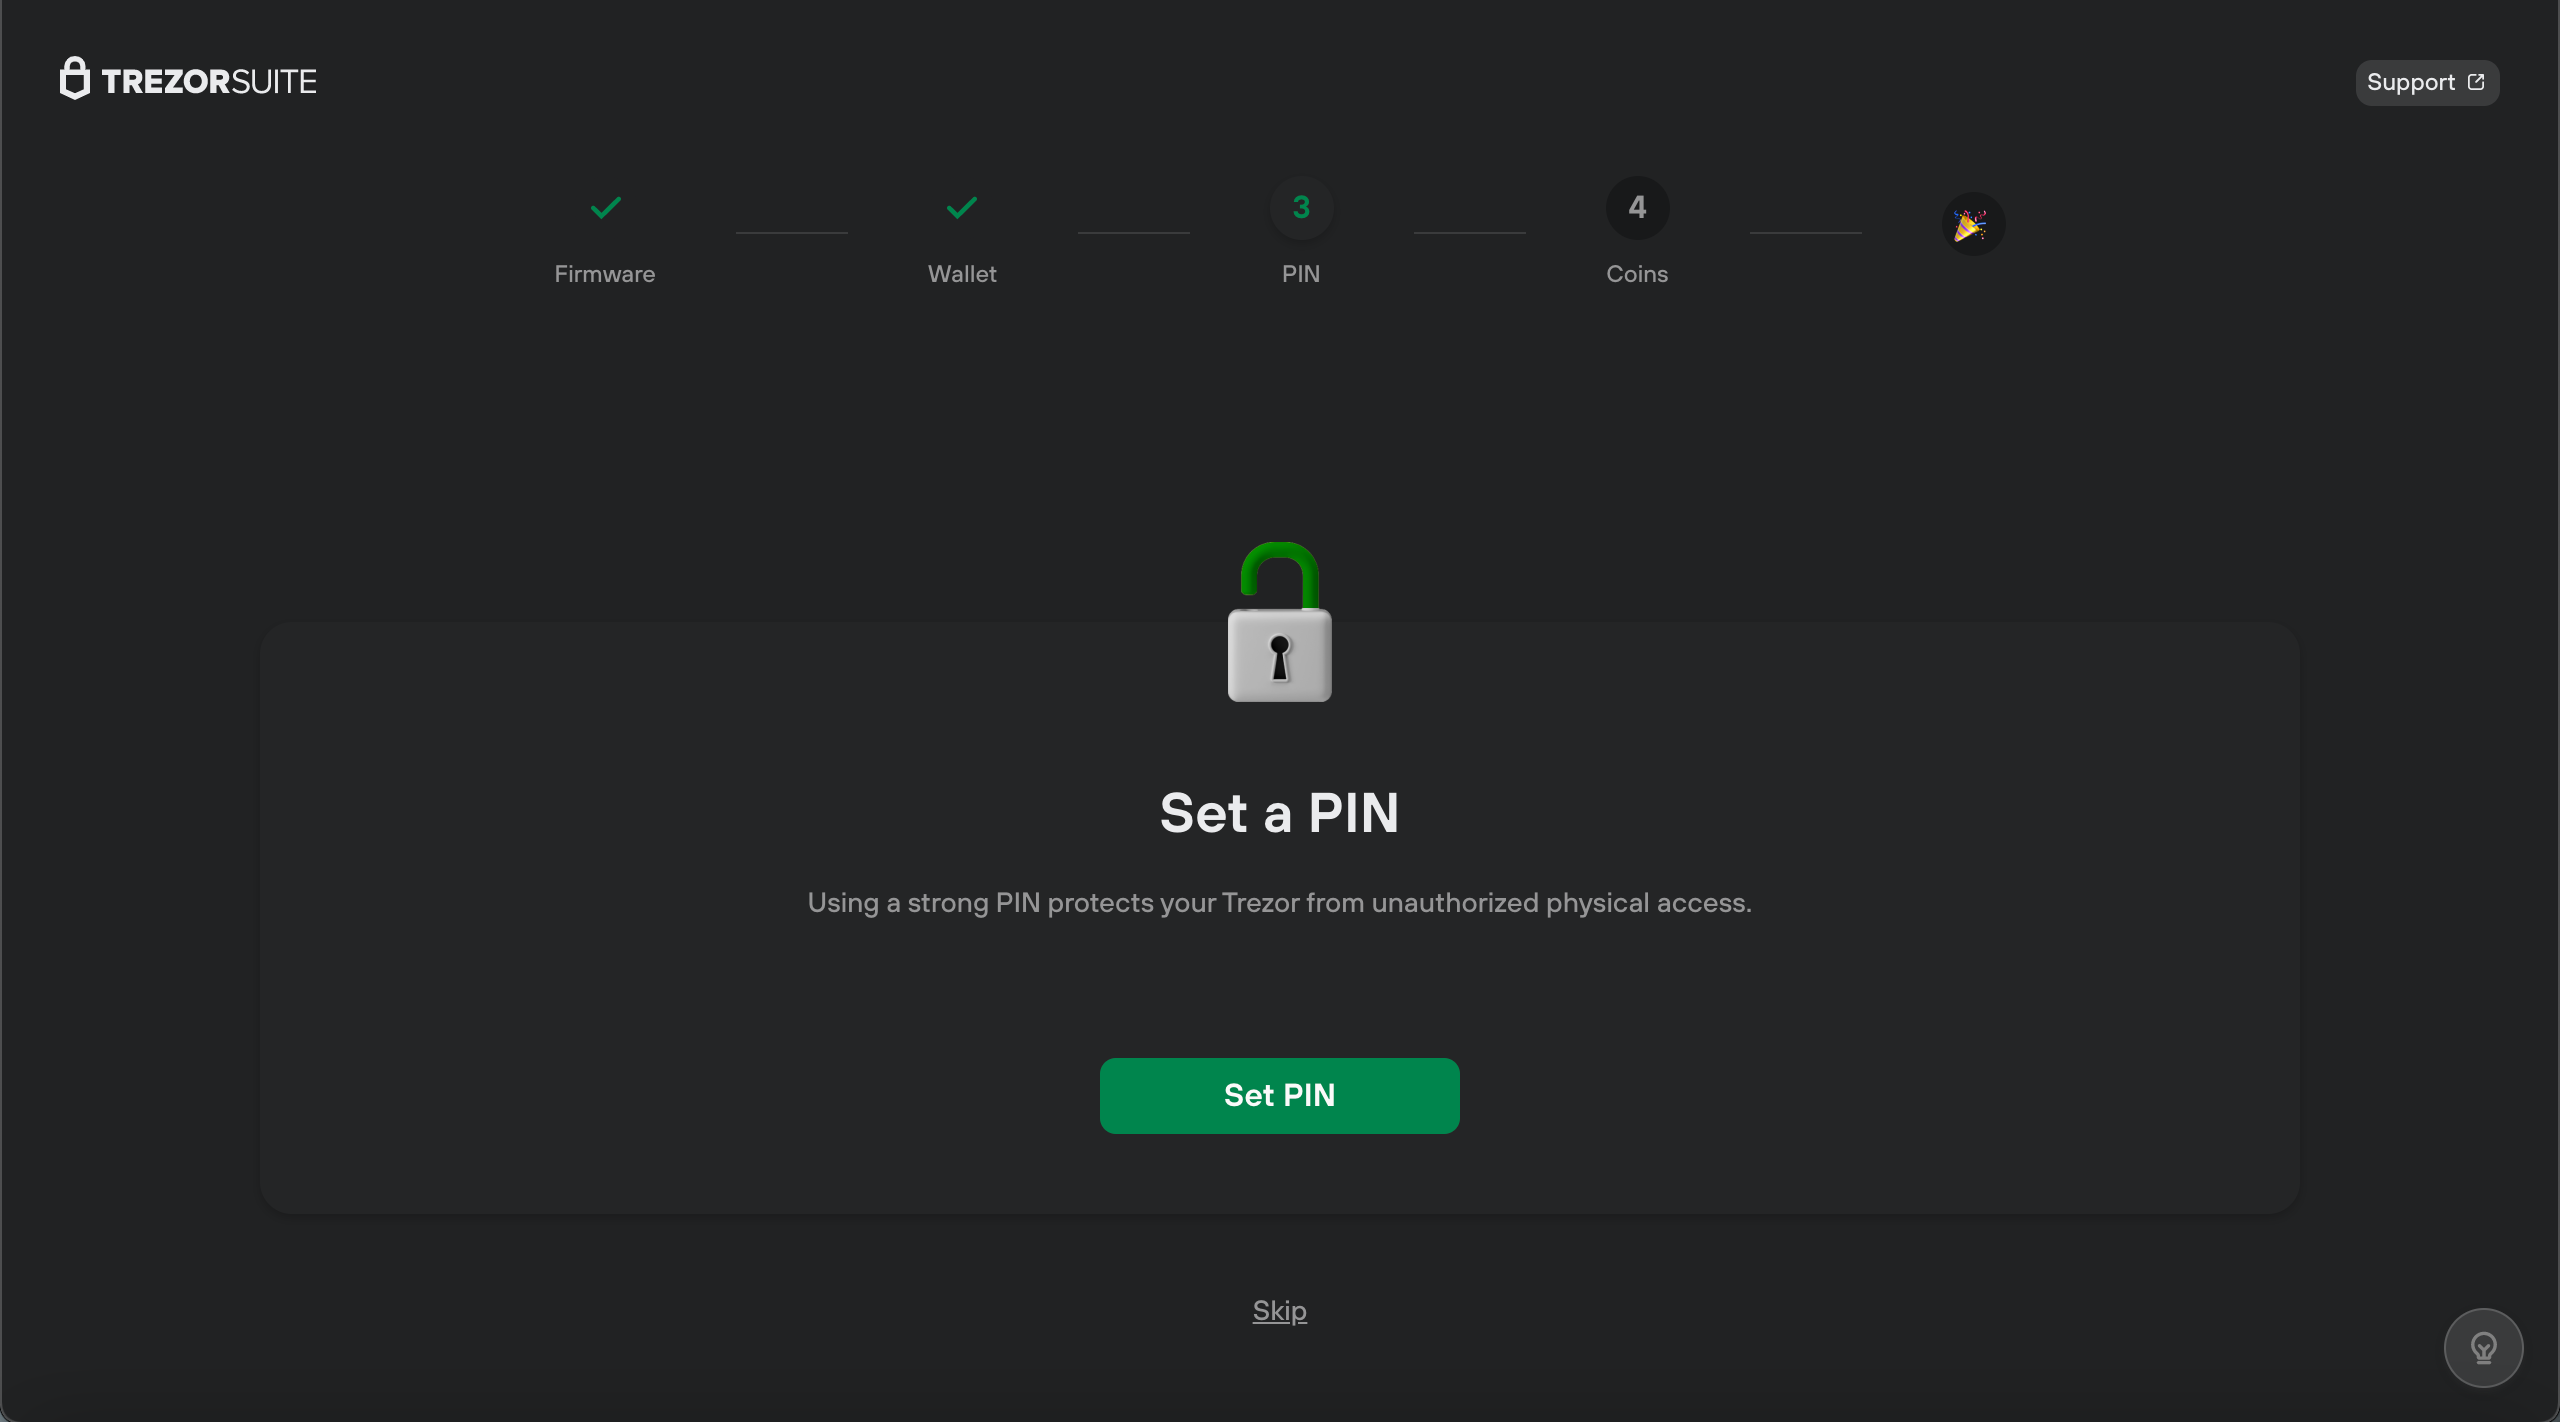 TREZORSUITE
Support
3
4
Firmware
Wallet
PIN
Coins
Set a PIN
Using a strong PIN protects your Trezor from unauthorized physical access.
Set PIN
Skip